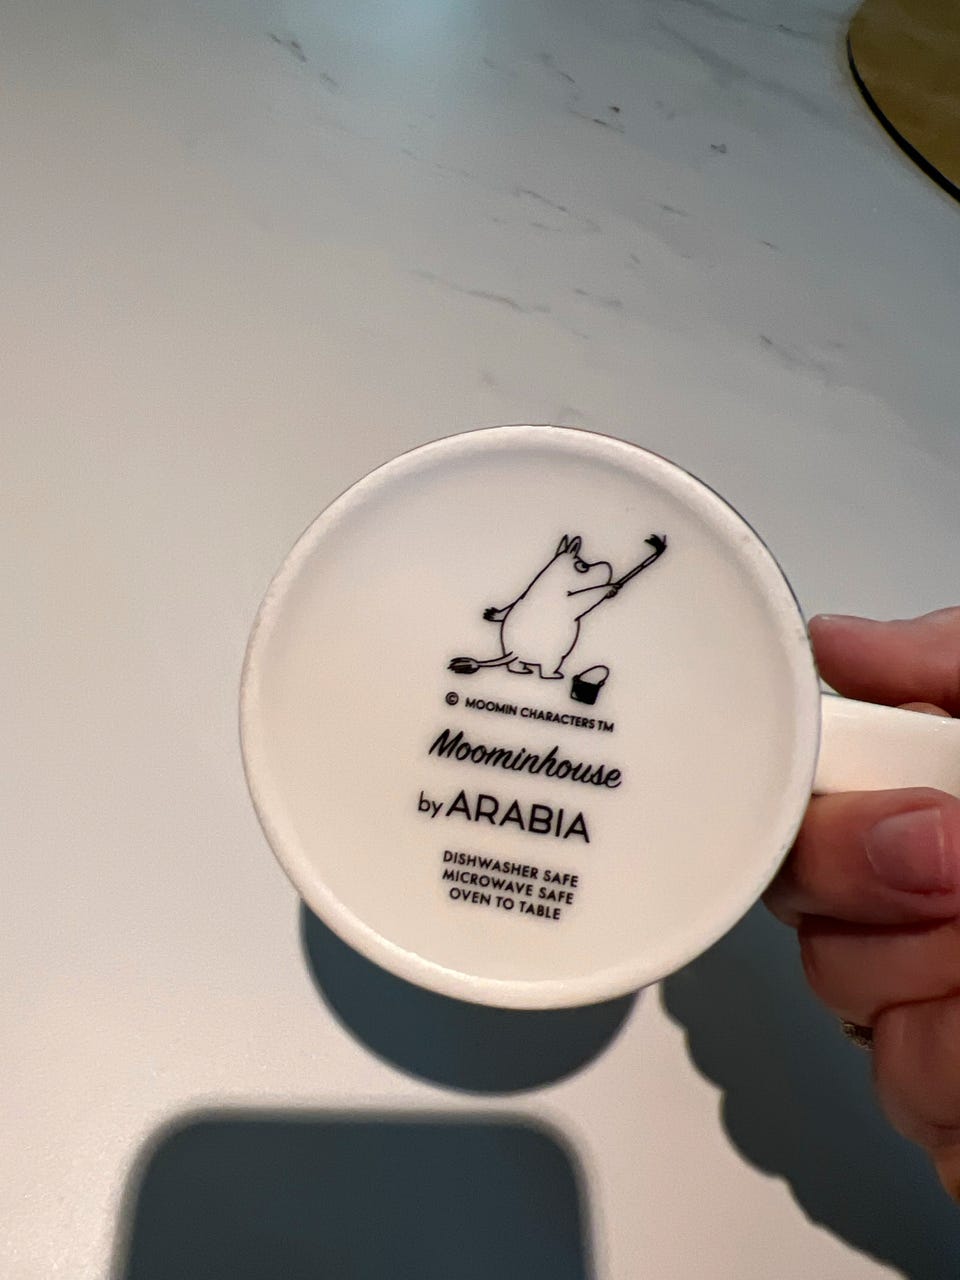 © MOOMIN CHARACTERS TM
Moominhouse
by ARABIA
DISHWASHER SAFE
MICROWAVE SAFE
OVEN TO TABLE